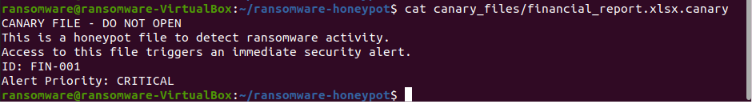 ransomware@ransomware-VirtualBox:~/ransomware-honeypot$ cat canary_files/financial_report.xlsx.canary
CANARY FILE - DO NOT OPEN
This is a honeypot file to detect ransomware activity.
Access to this file triggers an immediate security alert.
ID: FIN-001
Alert Priority: CRITICAL
ransomware@ransomware-VirtualBox:~/ransomware-honeypot$